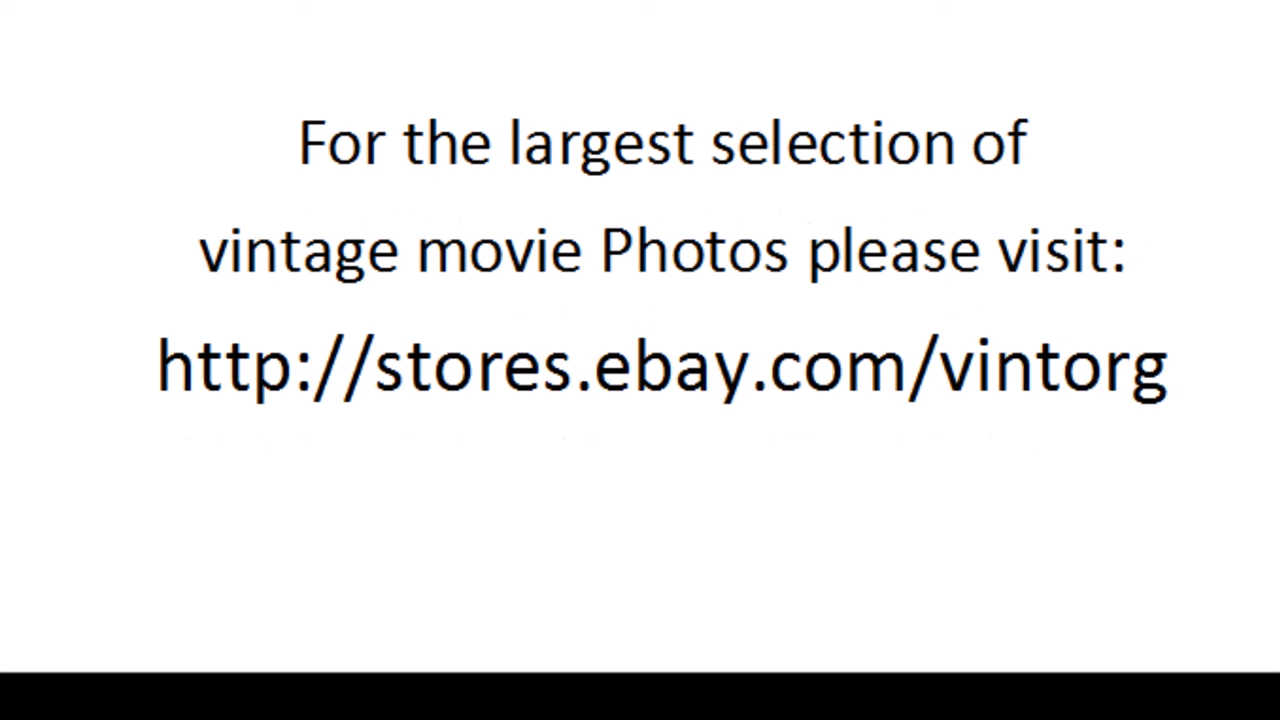 For the largest selection of
vintage movie Photos please visit:
http://stores.ebay.com/vintorg